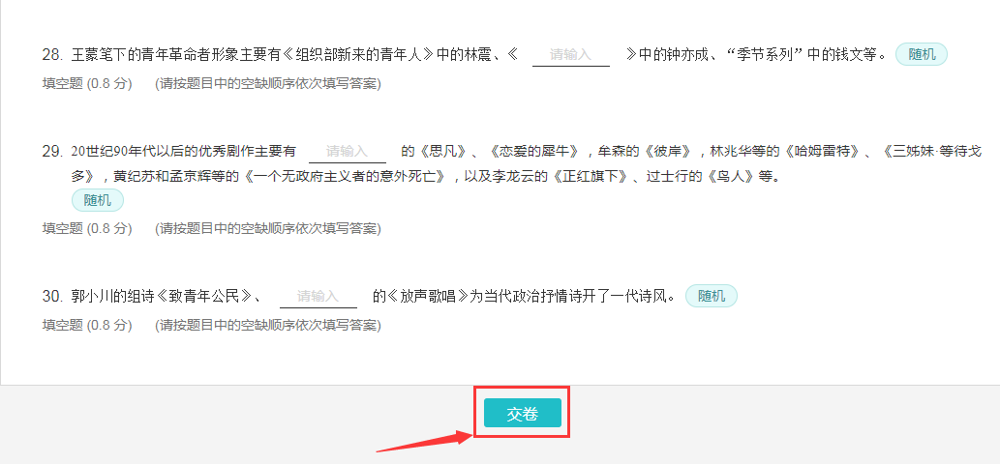 28. 王蒙笔下的青年革命者形象主要有《组织部新来的青年人》中的林震、《 请输入 》中的钟亦成、“季节系列”中的钱文等。 随机
填空题 (0.8 分) (请按题目中的空缺顺序依次填写答案)
29. 20世纪90年代以后的优秀剧作主要有 请输入 的《思凡》、《恋爱的犀牛》，牟森的《彼岸》，林兆华等的《哈姆雷特》、《三姊妹·等待戈
多》，黄纪苏和孟京辉等的《一个无政府主义者的意外死亡》，以及李龙云的《正红旗下》、过士行的《鸟人》等。
随机
填空题 (0.8 分) (请按题目中的空缺顺序依次填写答案)
30. 郭小川的组诗《致青年公民》、 请输入 的《放声歌唱》为当代政治抒情诗开了一代诗风。 随机
填空题 (0.8 分) (请按题目中的空缺顺序依次填写答案)
交卷